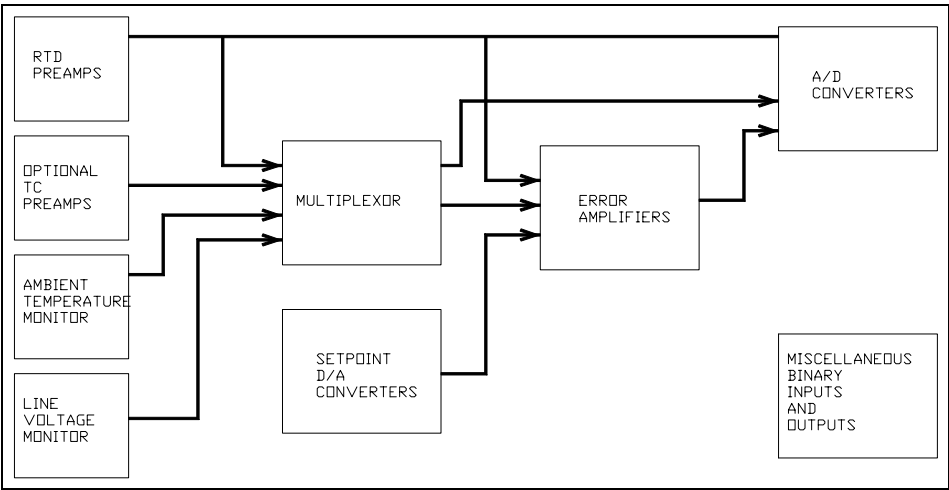 RTD
PREAMPS
A/D
CONVERTERS
OPTIONAL
TC
PREAMPS
MULTIPLEXOR
ERROR
AMPLIFIERS
AMBIENT
TEMPERATURE
MONITOR
SETPOINT
D/A
CONVERTERS
MISCELLANEOUS
BINARY
INPUTS
AND
OUTPUTS
LINE
VOLTAGE
MONITOR